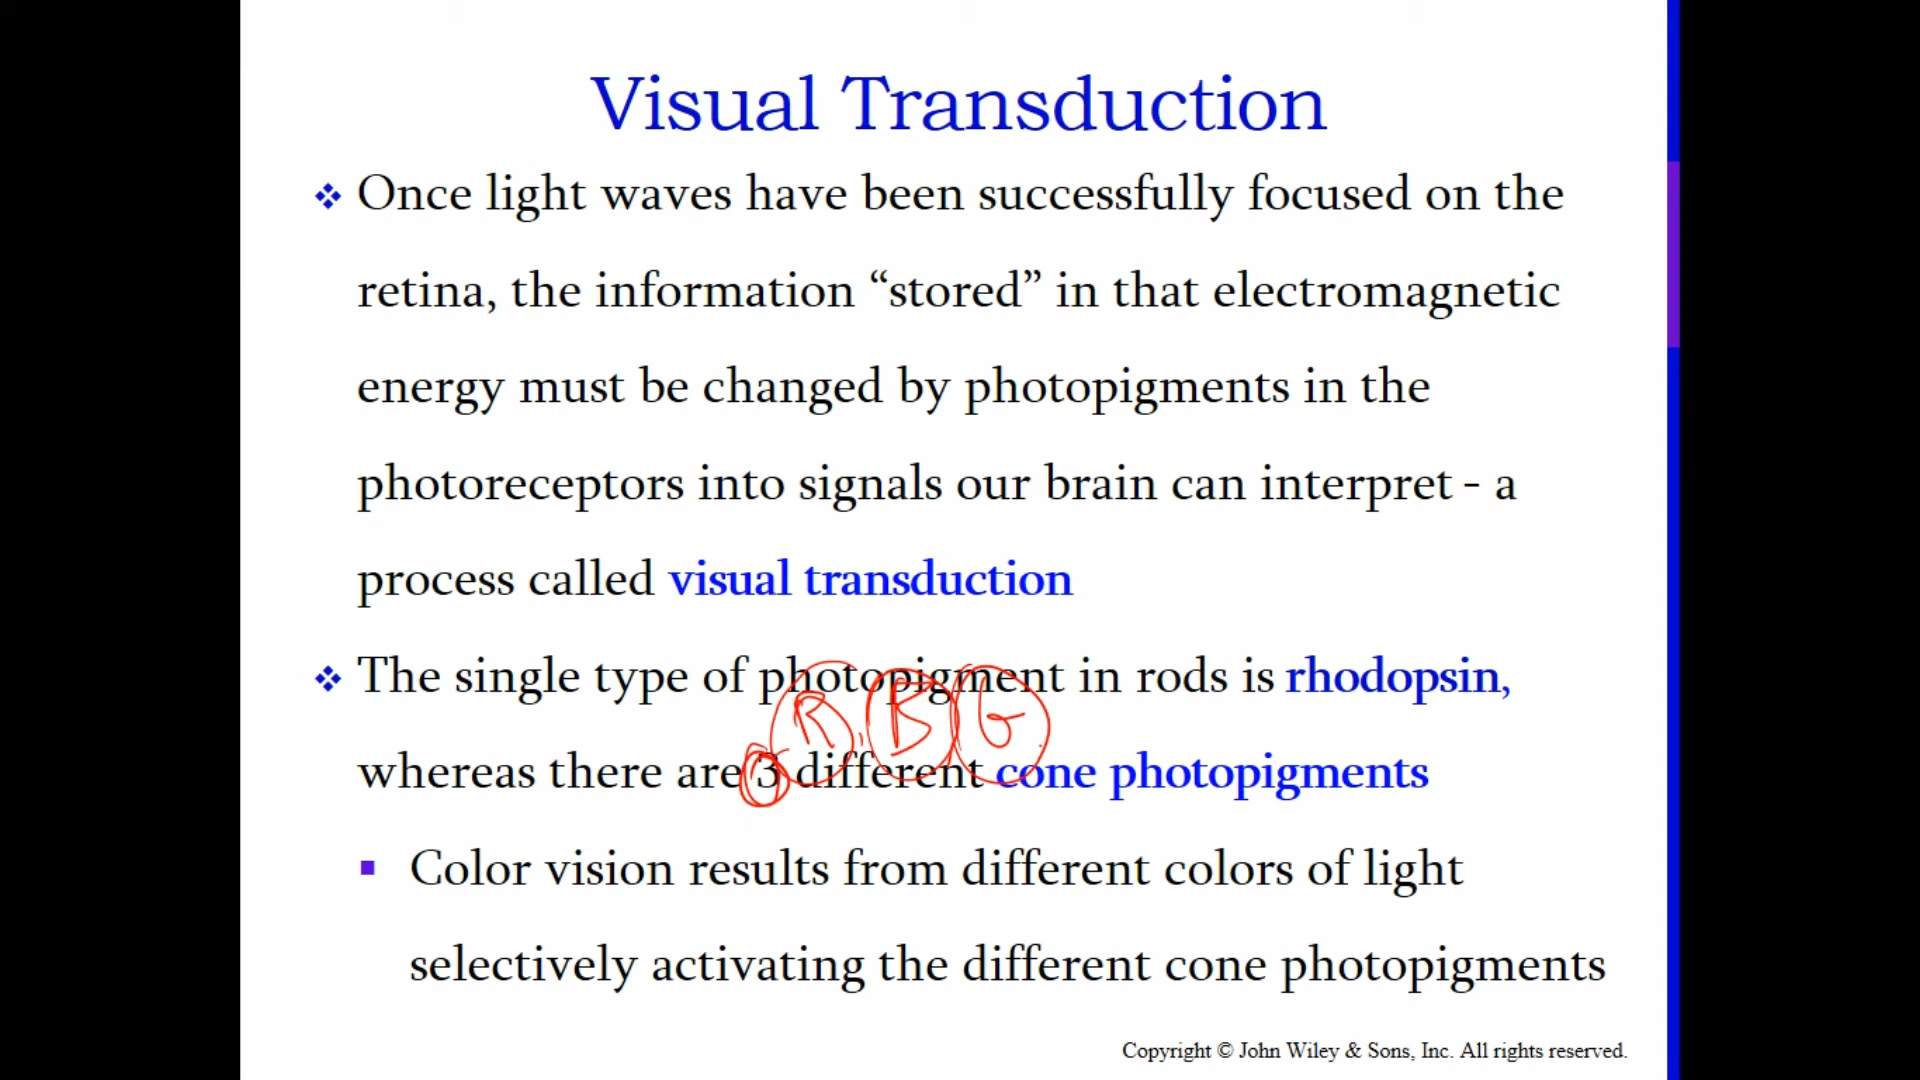 Visual Transduction
❖ Once light waves have been successfully focused on the
retina, the information “stored” in that electromagnetic
energy must be changed by photopigments in the
photoreceptors into signals our brain can interpret - a
process called visual transduction
❖ The single type of photopigment in rods is rhodopsin,
R, B G
whereas there are 3 different cone photopigments
▪ Color vision results from different colors of light
selectively activating the different cone photopigments
Copyright © John Wiley & Sons, Inc. All rights reserved.